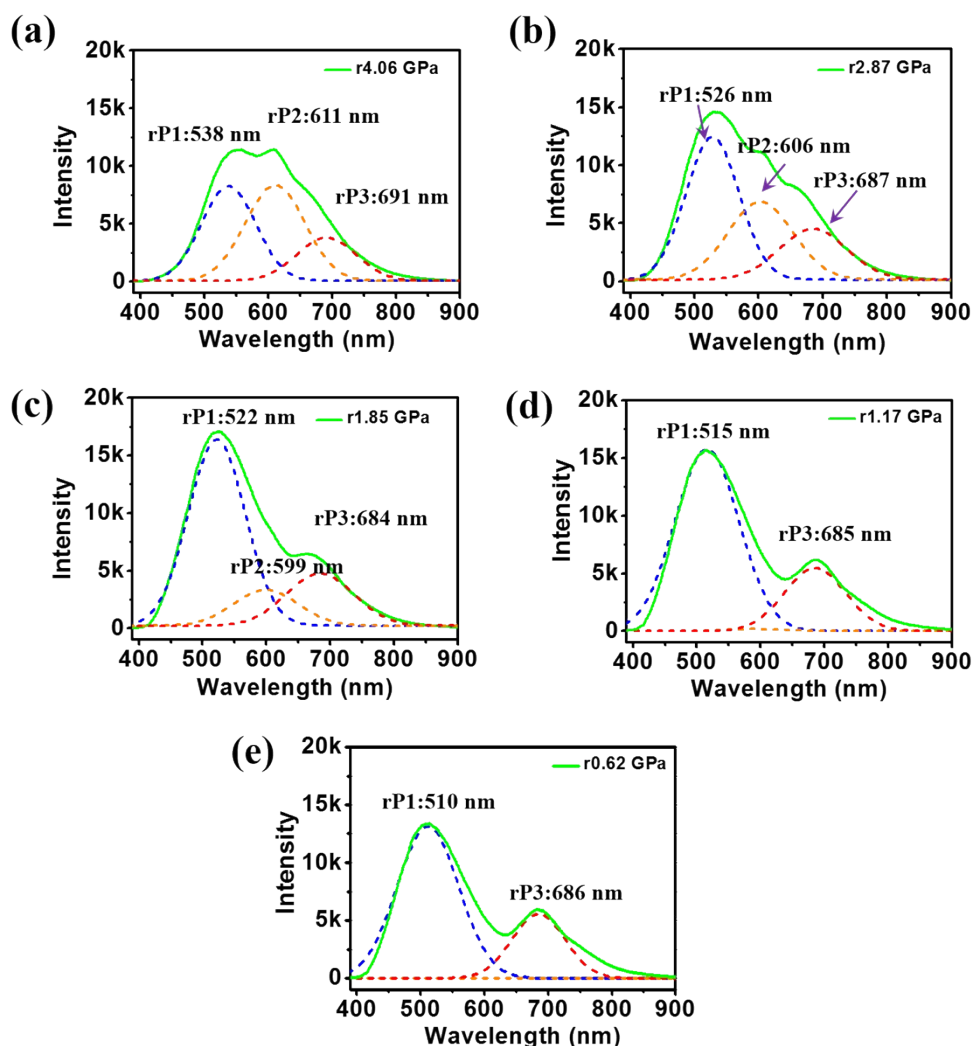 (a)
20k
15k
10k
5k
0
Intensity
r4.06 GPa
rP1:538 nm
rP2:611 nm
rP3:691 nm
400 500 600 700 800 900
Wavelength (nm)
(b)
20k
15k
10k
5k
0
Intensity
r2.87 GPa
rP1:526 nm
rP2:606 nm
rP3:687 nm
400 500 600 700 800 900
Wavelength (nm)
(c)
20k
15k
10k
5k
0
Intensity
r1.85 GPa
rP1:522 nm
rP2:599 nm
rP3:684 nm
400 500 600 700 800 900
Wavelength (nm)
(d)
20k
15k
10k
5k
0
Intensity
r1.17 GPa
rP1:515 nm
rP3:685 nm
400 500 600 700 800 900
Wavelength (nm)
(e)
20k
15k
10k
5k
0
Intensity
r0.62 GPa
rP1:510 nm
rP3:686 nm
400 500 600 700 800 900
Wavelength (nm)